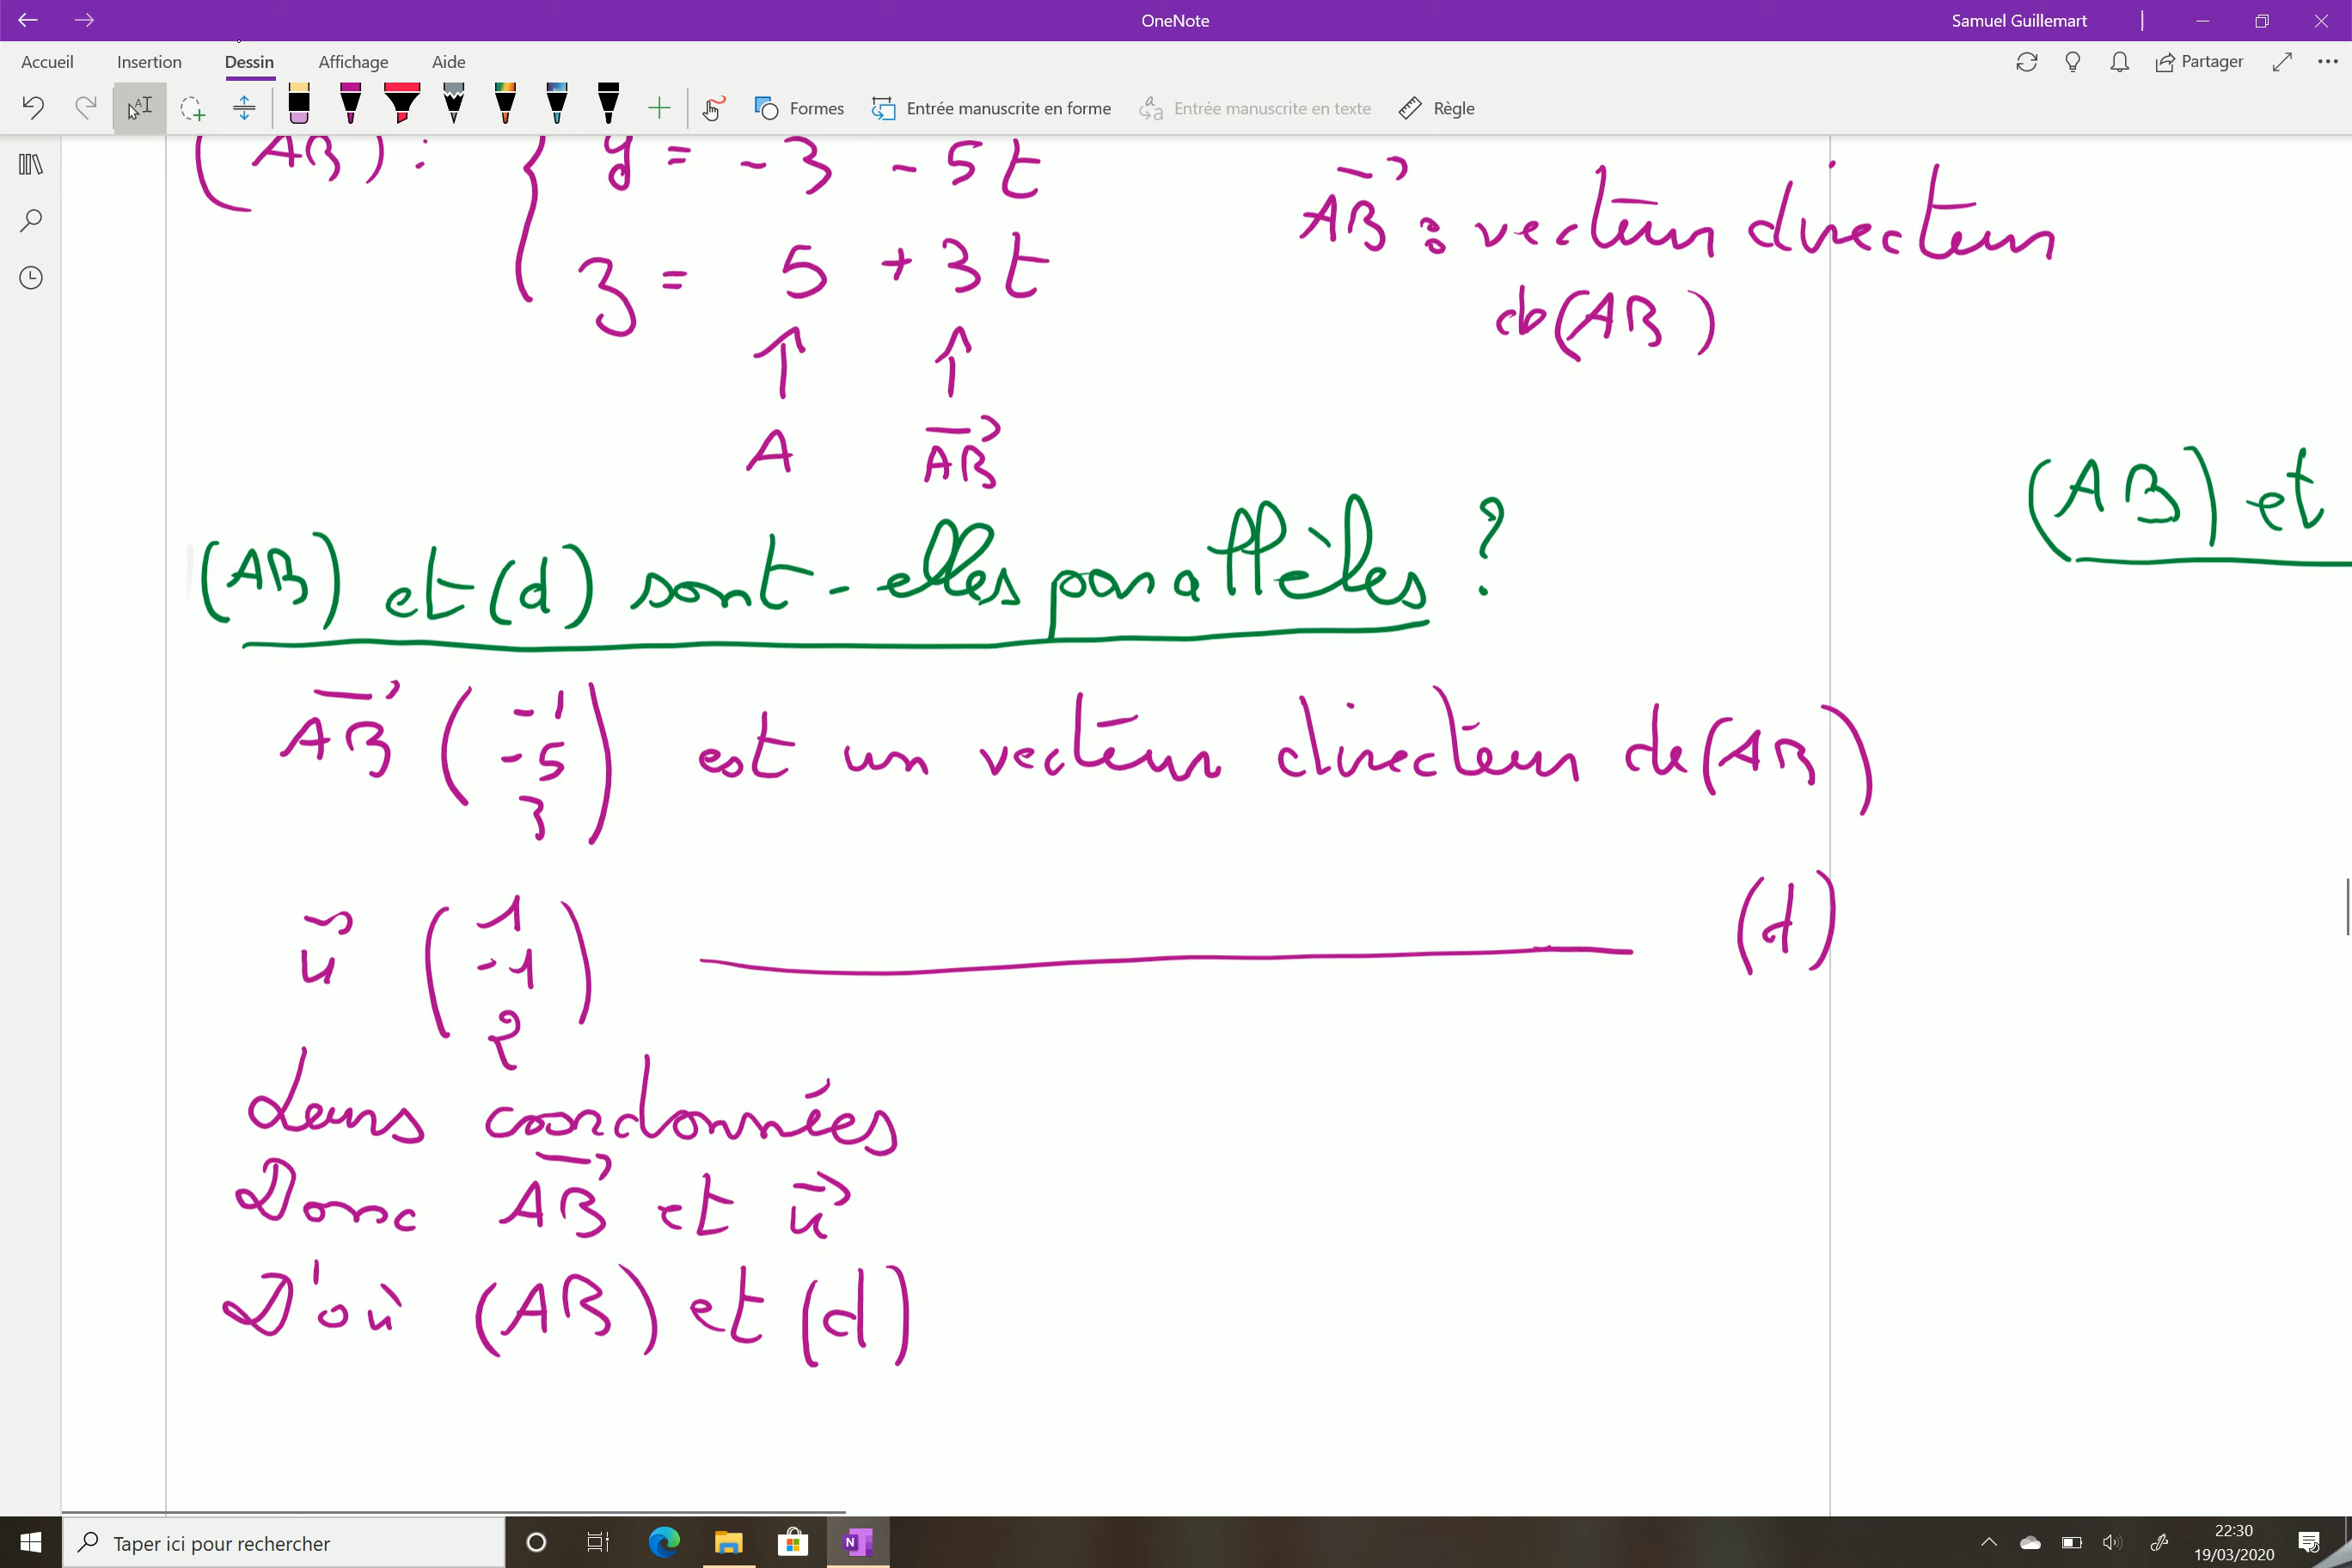 OneNote
Samuel Guillemart
Accueil Insertion Dessin Affichage Aide
Partager
Formes Entrée manuscrite en forme Entrée manuscrite en texte Règle
(AB) : { y = -3 - 5t
z = 5 + 3t
A
AB
AB : vecteur directeur
de (AB)
(AB) et
(AB) et (d) sont-elles parallèles ?
AB ( -1 -5 3 ) est un vecteur directeur de (AB)
u ( 1 -1 2 ) ———— (d)
Leurs coordonnées
Donc AB et u
D'où (AB) et (d)
Taper ici pour rechercher
22:30
19/03/2020